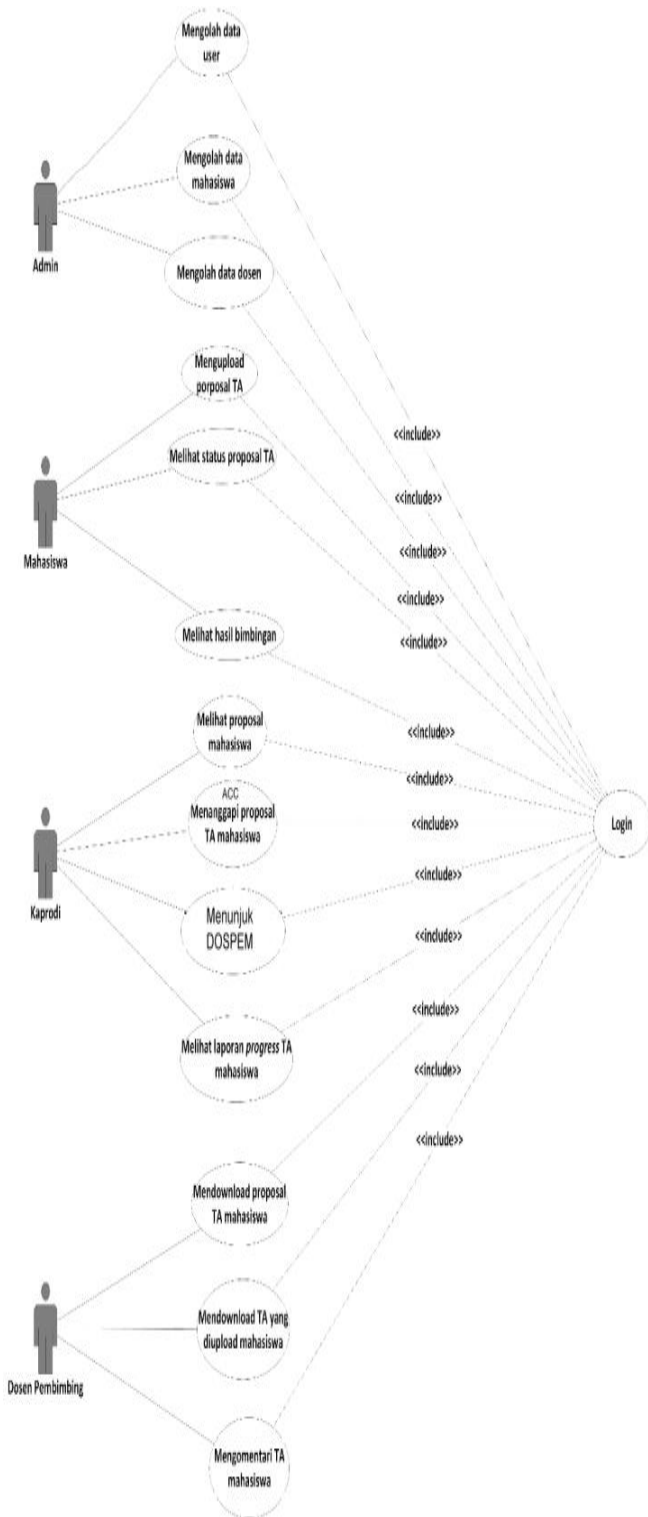 Mengolah data
user
Mengolah data
mahasiswa
Admin
Mengolah data dosen
Mengupload
porposal TA
<<include>>
Melihat status proposal TA
<<include>>
<<include>>
Mahasiswa
<<include>>
Melihat hasil bimbingan
<<include>>
Melihat proposal
mahasiswa
<<include>>
<<include>>
ACC
Menanggapi proposal
TA mahasiswa
<<include>>
Login
Kaprodi
<<include>>
Menunjuk
DOSPEM
<<include>>
Melihat laporan progress TA
mahasiswa
<<include>>
<<include>>
<<include>>
Mendownload proposal
TA mahasiswa
Mendownload TA yang
diupload mahasiswa
Dosen Pembimbing
Mengomentari TA
mahasiswa